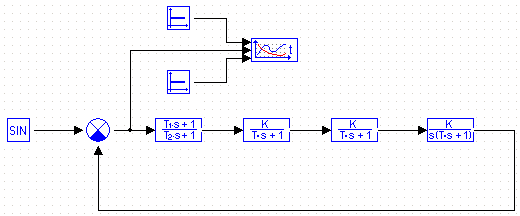 t
SIN
T₁·s + 1
T₂·s + 1
K
T·s + 1
K
T·s + 1
K
s(T·s + 1)